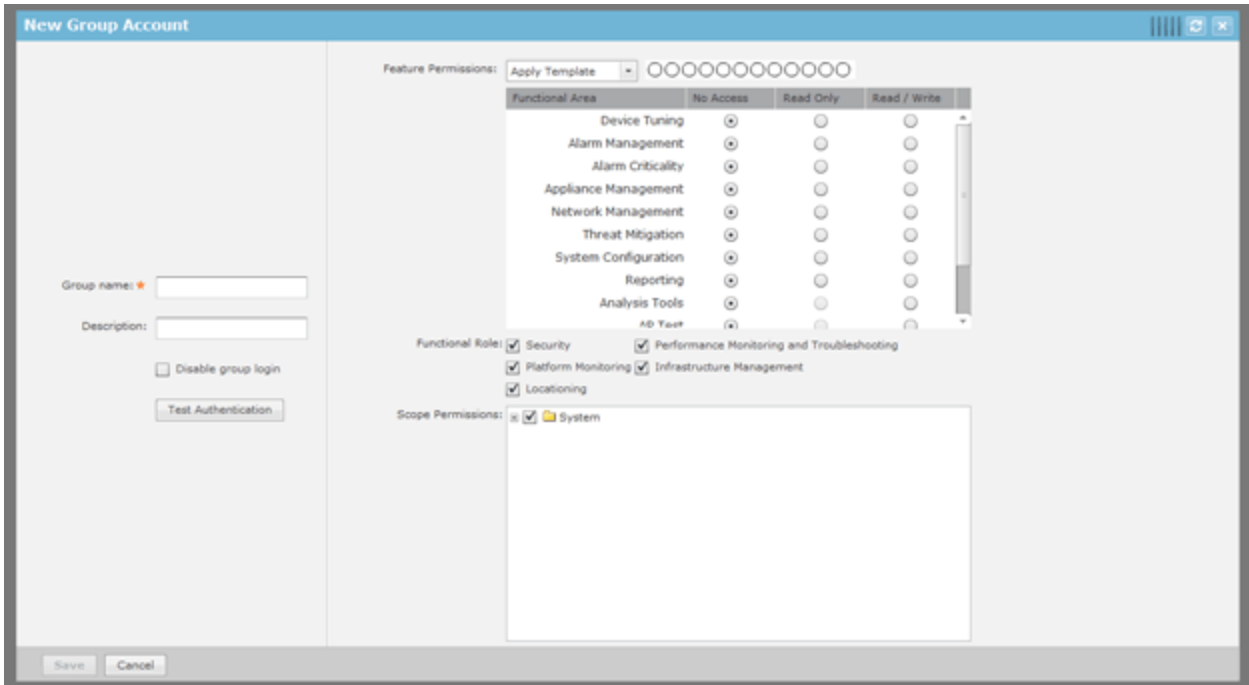 New Group Account
Feature Permissions: Apply Template
Functional Area No Access Read Only Read / Write
Device Tuning
Alarm Management
Alarm Criticality
Appliance Management
Network Management
Threat Mitigation
System Configuration
Reporting
Analysis Tools
AP Test
Group name: *
Description:
Disable group login
Test Authentication
Functional Role: Security Performance Monitoring and Troubleshooting
Platform Monitoring Infrastructure Management
Locationing
Scope Permissions: System
Save Cancel